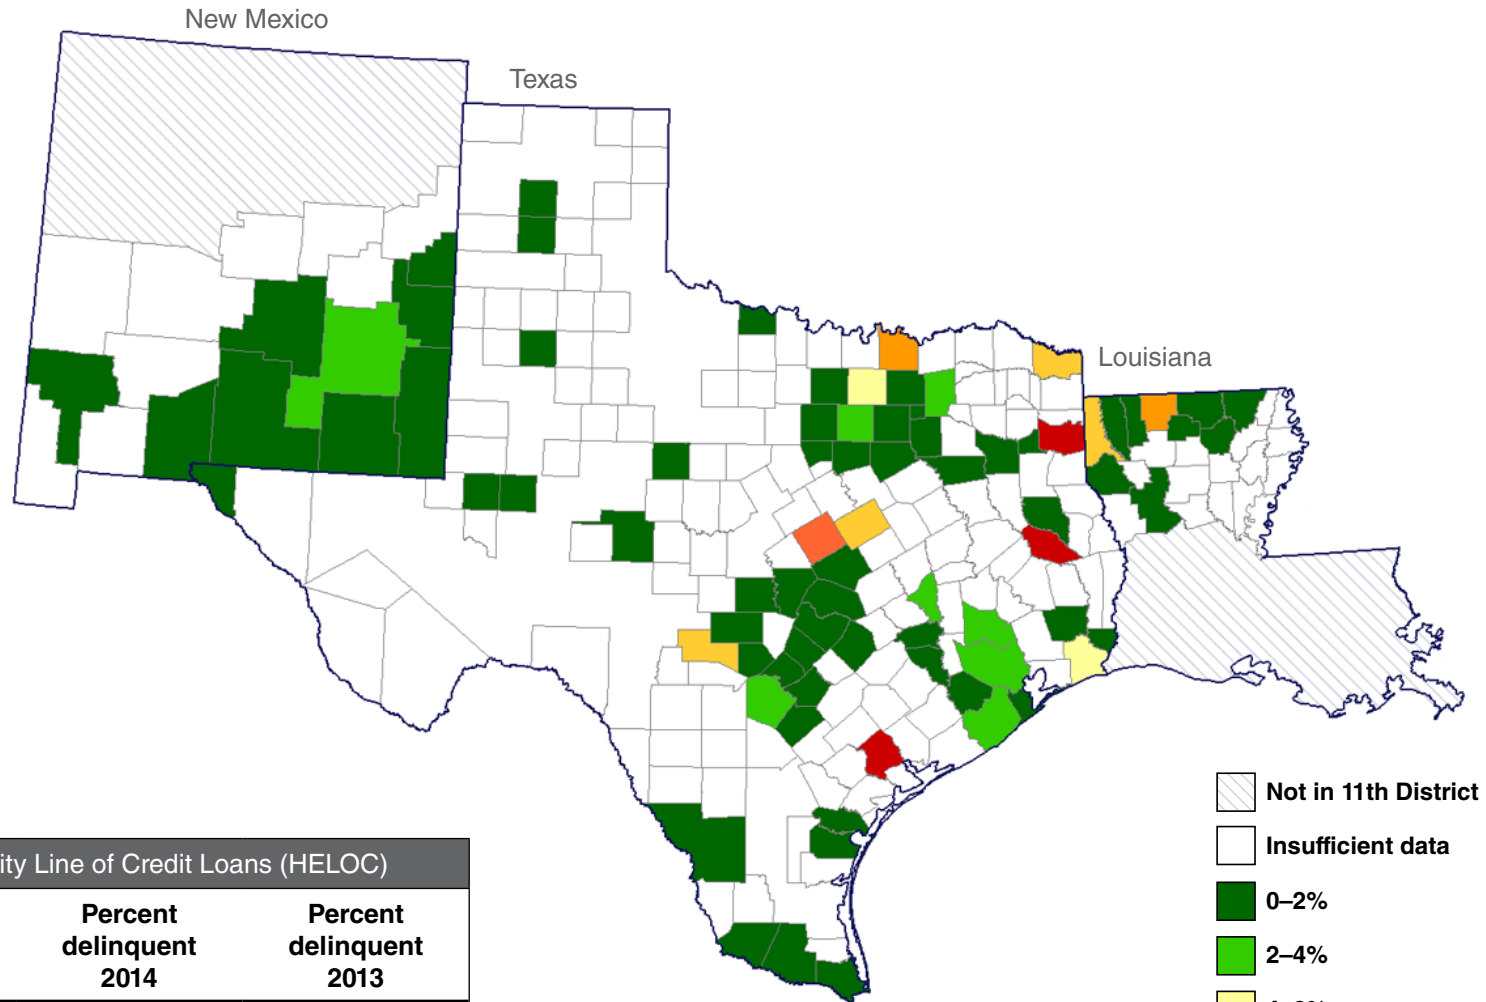 New Mexico
Texas
Louisiana
Not in 11th District
Insufficient data
0–2%
2–4%
ity Line of Credit Loans (HELOC)
Percent
delinquent
2014
Percent
delinquent
2013